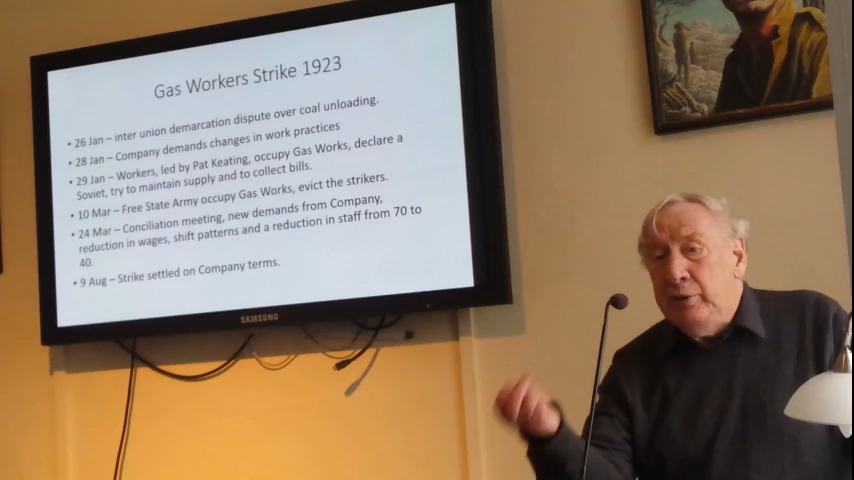 Gas Workers Strike 1923
• 26 Jan – inter union demarcation dispute over coal unloading.
• 28 Jan – Company demands changes in work practices
• 29 Jan – Workers, led by Pat Keating, occupy Gas Works, declare a
Soviet, try to maintain supply and to collect bills.
• 10 Mar – Free State Army occupy Gas Works, evict the strikers.
• 24 Mar – Conciliation meeting, new demands from Company,
reduction in wages, shift patterns and a reduction in staff from 70 to
40.
• 9 Aug – Strike settled on Company terms.
SAMSUNG